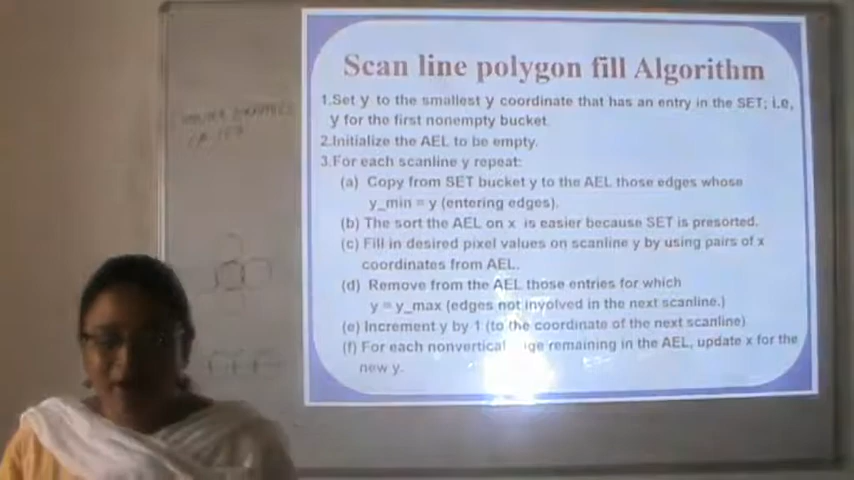 Scan line polygon fill Algorithm
1.Set y to the smallest y coordinate that has an entry in the SET; i.e,
y for the first nonempty bucket.
2.Initialize the AEL to be empty.
3.For each scanline y repeat:
(a) Copy from SET bucket y to the AEL those edges whose
y_min = y (entering edges).
(b) The sort the AEL on x is easier because SET is presorted.
(c) Fill in desired pixel values on scanline y by using pairs of x
coordinates from AEL.
(d) Remove from the AEL those entries for which
y = y_max (edges not involved in the next scanline.)
(e) Increment y by 1 (to the coordinate of the next scanline)
(f) For each nonvertical remaining in the AEL, update x for the
new y.